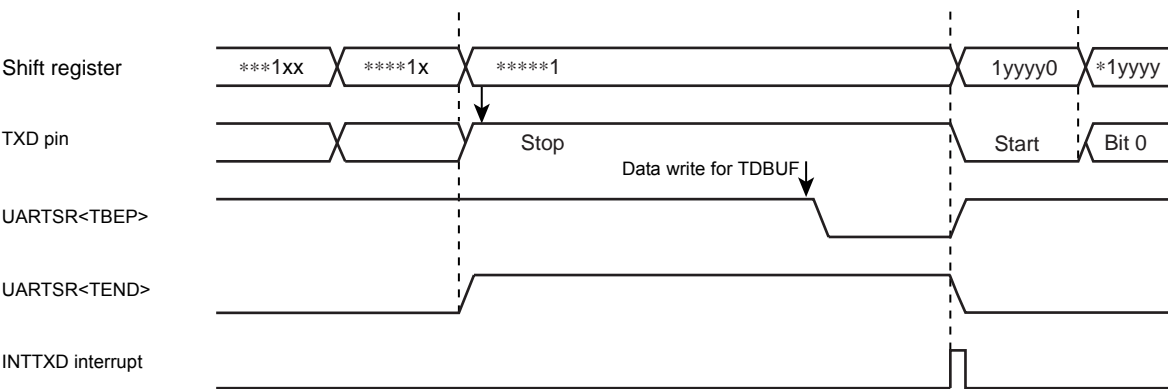 Shift register ***1xx ****1x *****1 1yyyy0 *1yyyy
TXD pin Stop Start Bit 0
Data write for TDBUF
UARTSR<TBEP>
UARTSR<TEND>
INTTXD interrupt